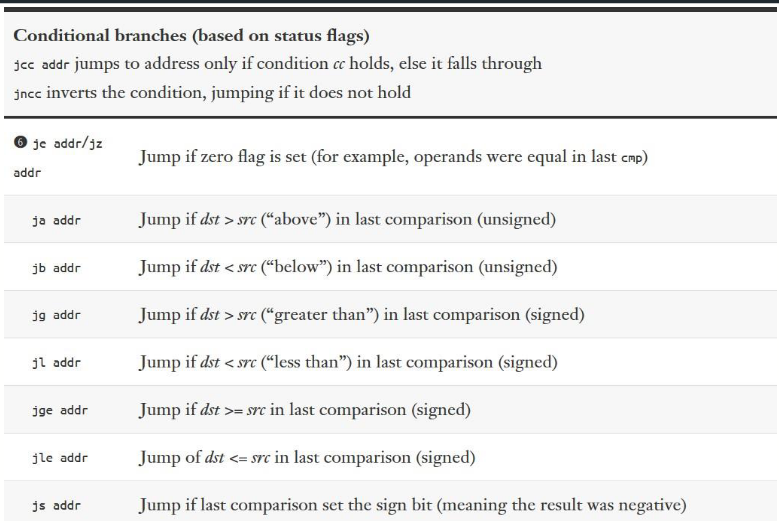 Conditional branches (based on status flags)
jcc addr jumps to address only if condition cc holds, else it falls through
jncc inverts the condition, jumping if it does not hold
❻ je addr/jz
addr
Jump if zero flag is set (for example, operands were equal in last cmp)
ja addr Jump if dst > src (“above”) in last comparison (unsigned)
jb addr Jump if dst < src (“below”) in last comparison (unsigned)
jg addr Jump if dst > src (“greater than”) in last comparison (signed)
jl addr Jump if dst < src (“less than”) in last comparison (signed)
jge addr Jump if dst >= src in last comparison (signed)
jle addr Jump of dst <= src in last comparison (signed)
js addr Jump if last comparison set the sign bit (meaning the result was negative)